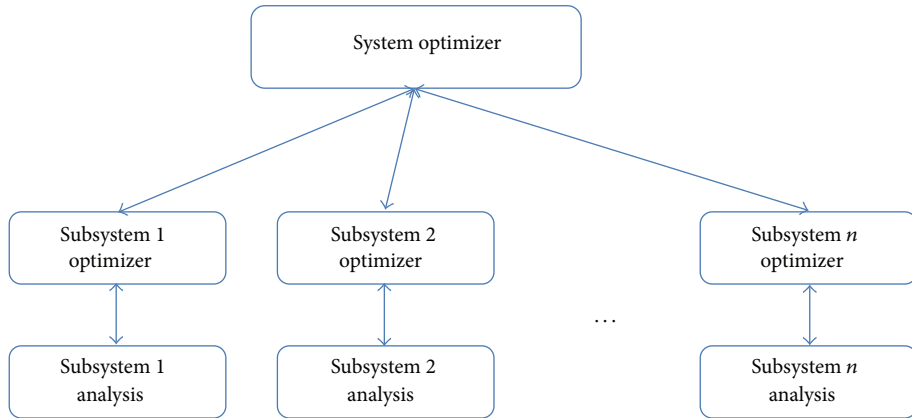 System optimizer
Subsystem 1
optimizer
Subsystem 2
optimizer
Subsystem n
optimizer
...
Subsystem 1
analysis
Subsystem 2
analysis
Subsystem n
analysis